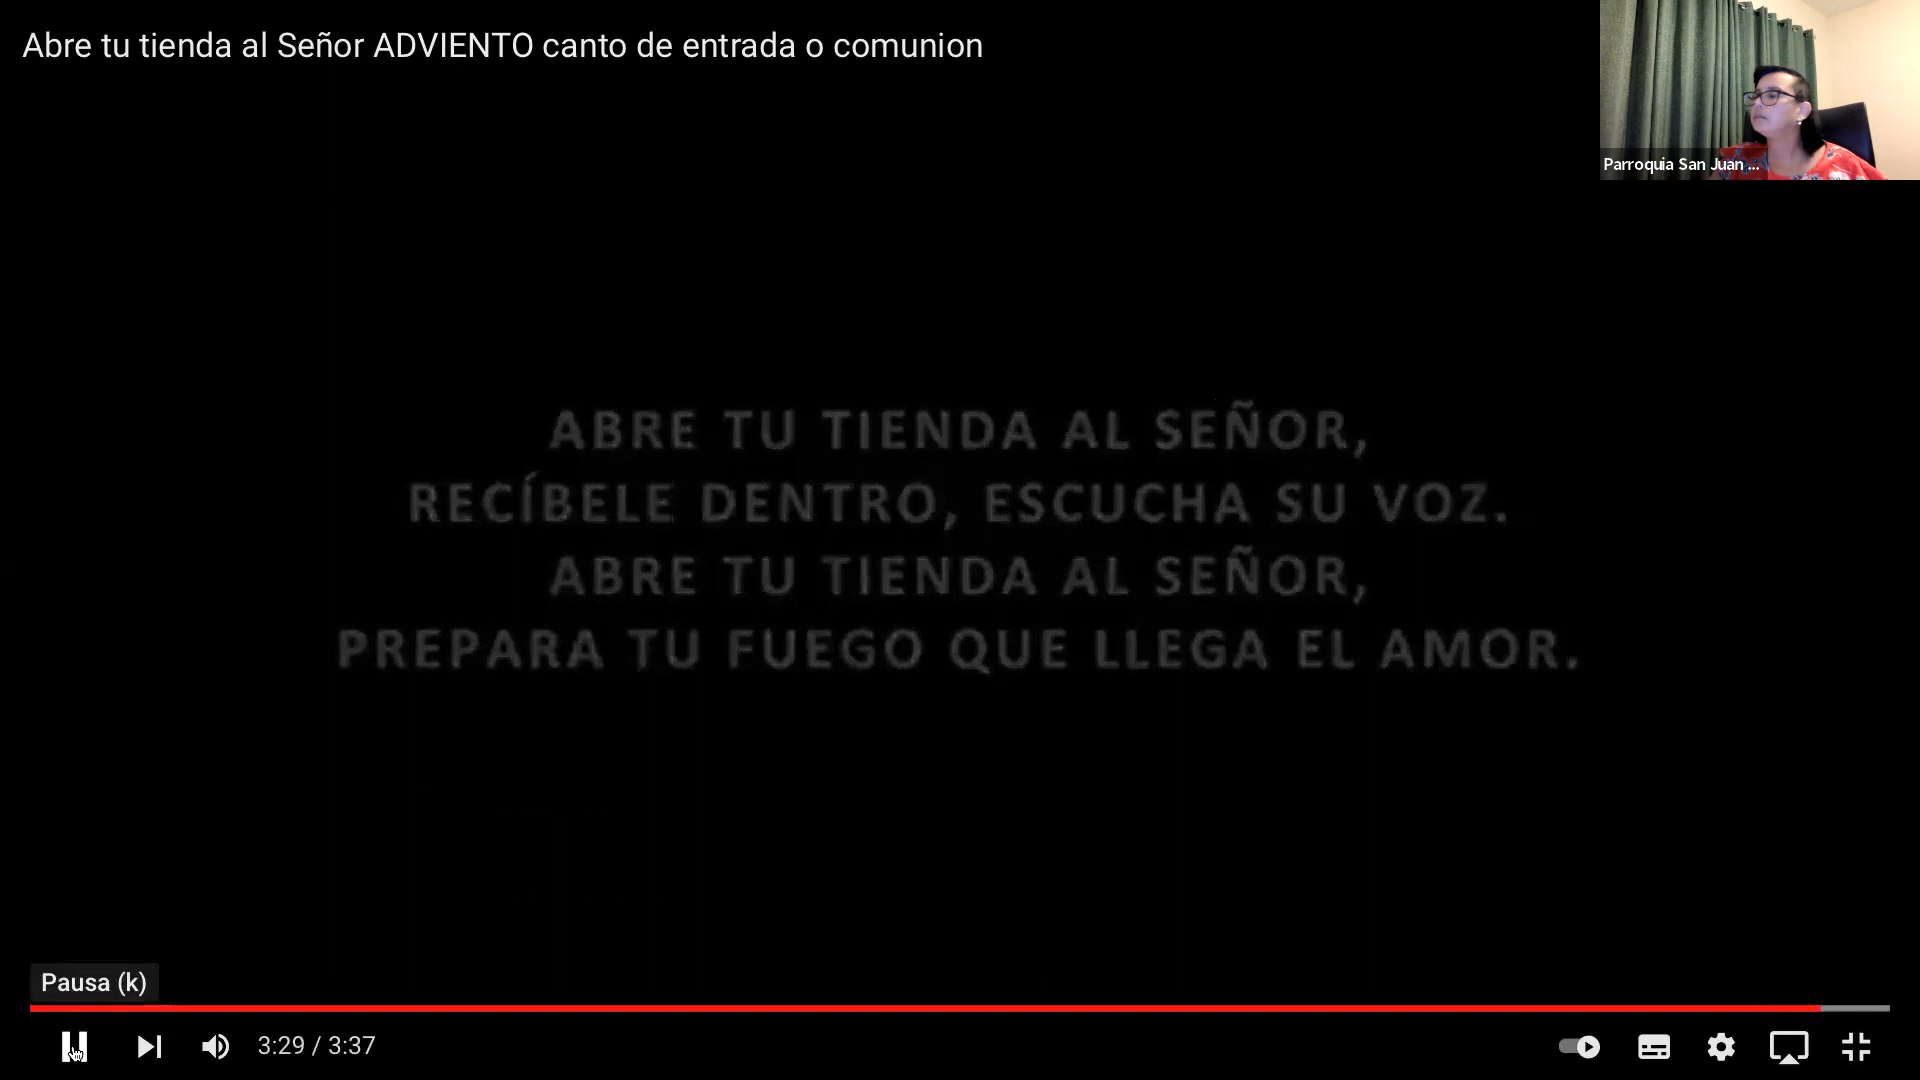 Abre tu tienda al Señor ADVIENTO canto de entrada o comunion
Parroquia San Juan ...
ABRE TU TIENDA AL SEÑOR,
RECÍBELE DENTRO, ESCUCHA SU VOZ.
ABRE TU TIENDA AL SEÑOR,
PREPARA TU FUEGO QUE LLEGA EL AMOR.
Pausa (k)
3:29 / 3:37